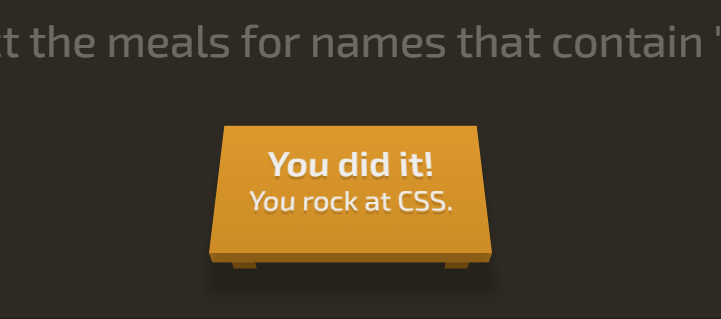 the meals for names that contain '
You did it!
You rock at CSS.